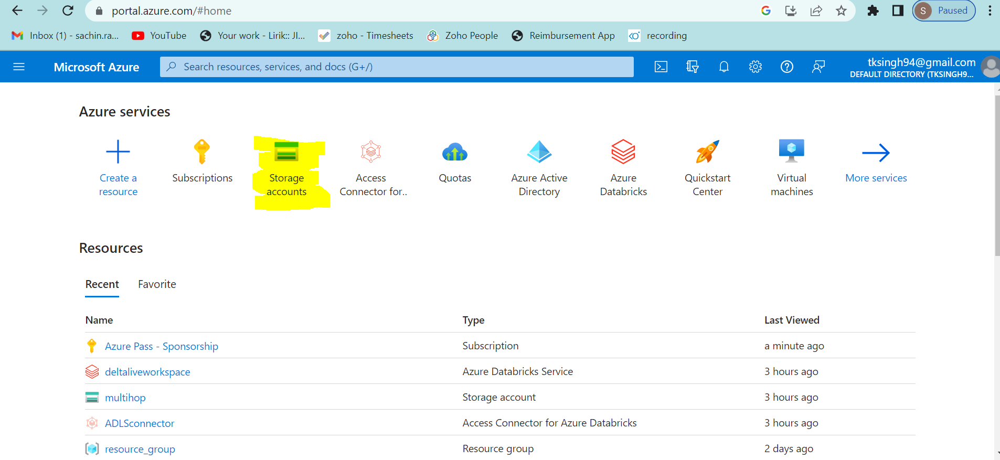 portal.azure.com/#home
S Paused
Inbox (1) - sachin.ra... YouTube Your work - Lirik:: JI... zoho - Timesheets Zoho People Reimbursement App recording
Microsoft Azure
Search resources, services, and docs (G+/)
tksingh94@gmail.com
DEFAULT DIRECTORY (TKSINGH9...
Azure services
Create a
resource
Subscriptions
Storage
accounts
Access
Connector for..
Quotas
Azure Active
Directory
Azure
Databricks
Quickstart
Center
Virtual
machines
More services
Resources
Recent Favorite
Name Type Last Viewed
Azure Pass - Sponsorship Subscription a minute ago
deltaliveworkspace Azure Databricks Service 3 hours ago
multihop Storage account 3 hours ago
ADLSconnector Access Connector for Azure Databricks 3 hours ago
resource_group Resource group 2 days ago